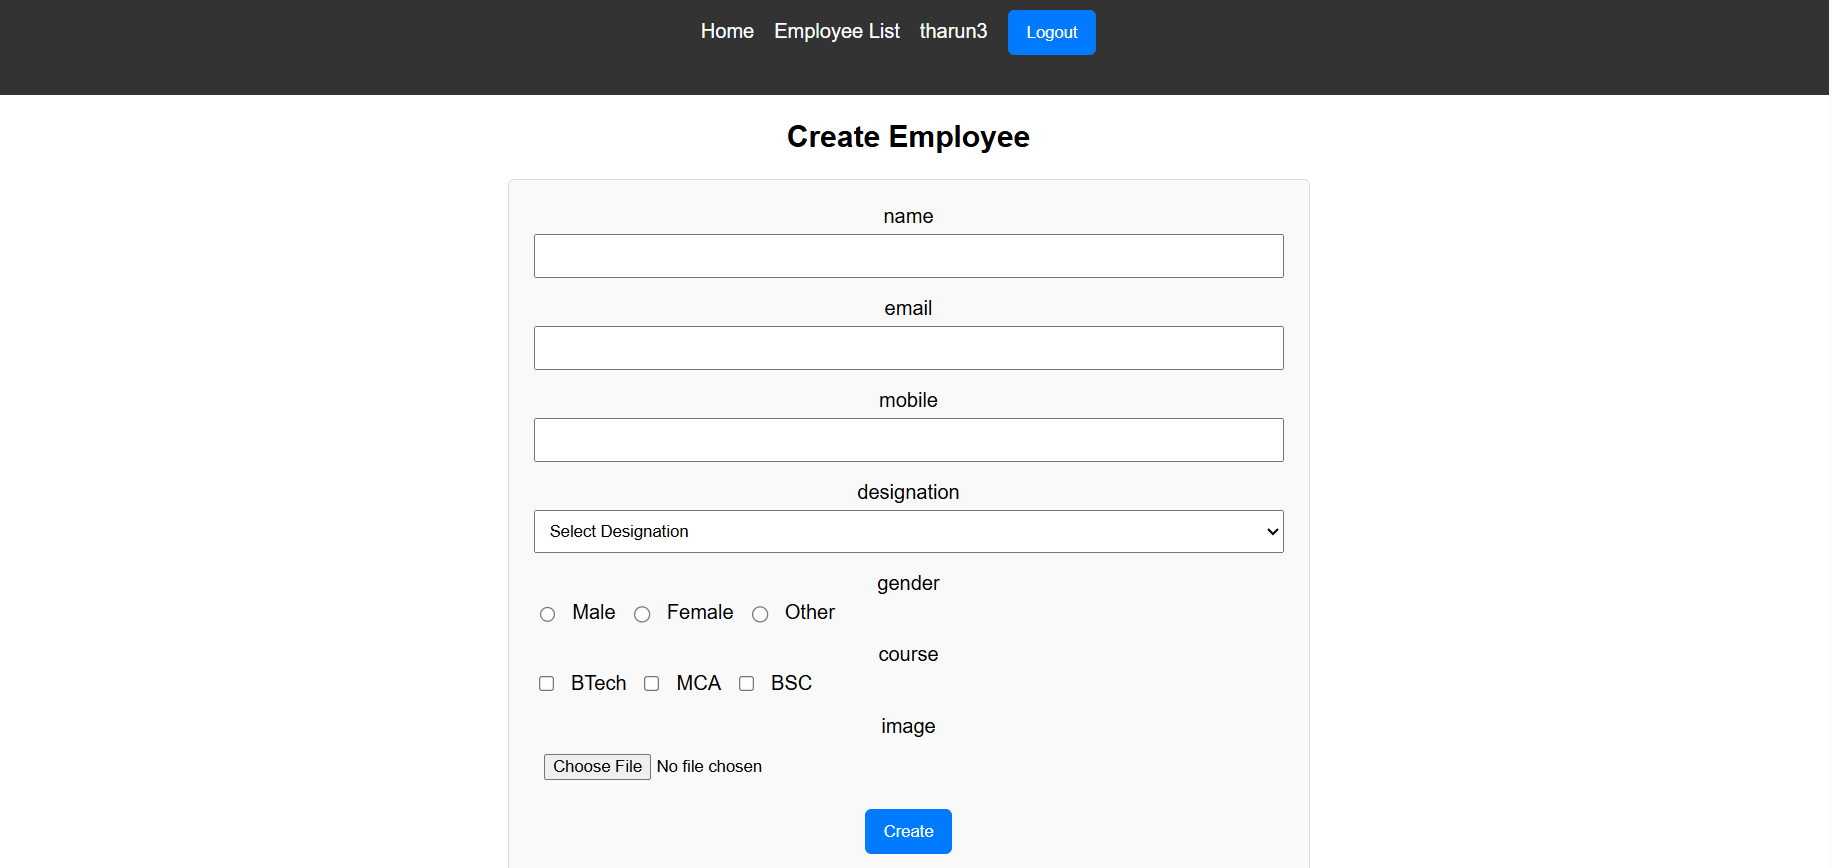 Home Employee List tharun3 Logout
Create Employee
name
email
mobile
designation
Select Designation
gender
Male Female Other
course
BTech MCA BSC
image
Choose File No file chosen
Create